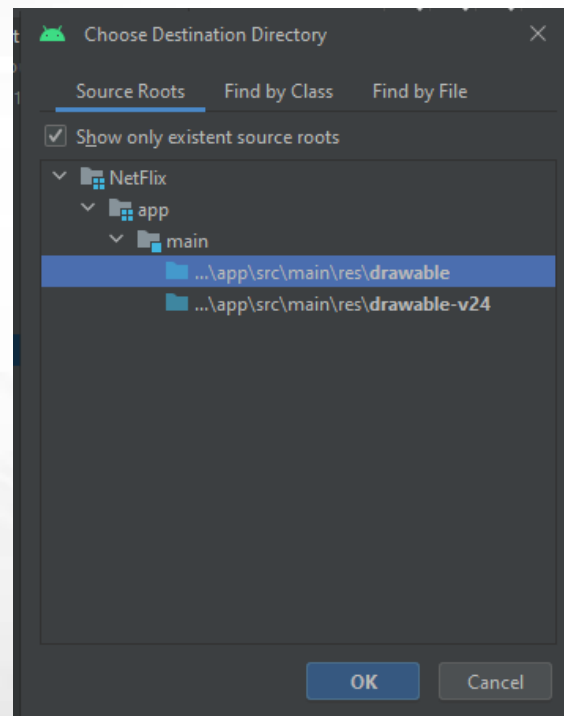 Choose Destination Directory
Source Roots Find by Class Find by File
Show only existent source roots
NetFlix
app
main
...\app\src\main\res\drawable
...\app\src\main\res\drawable-v24
OK Cancel